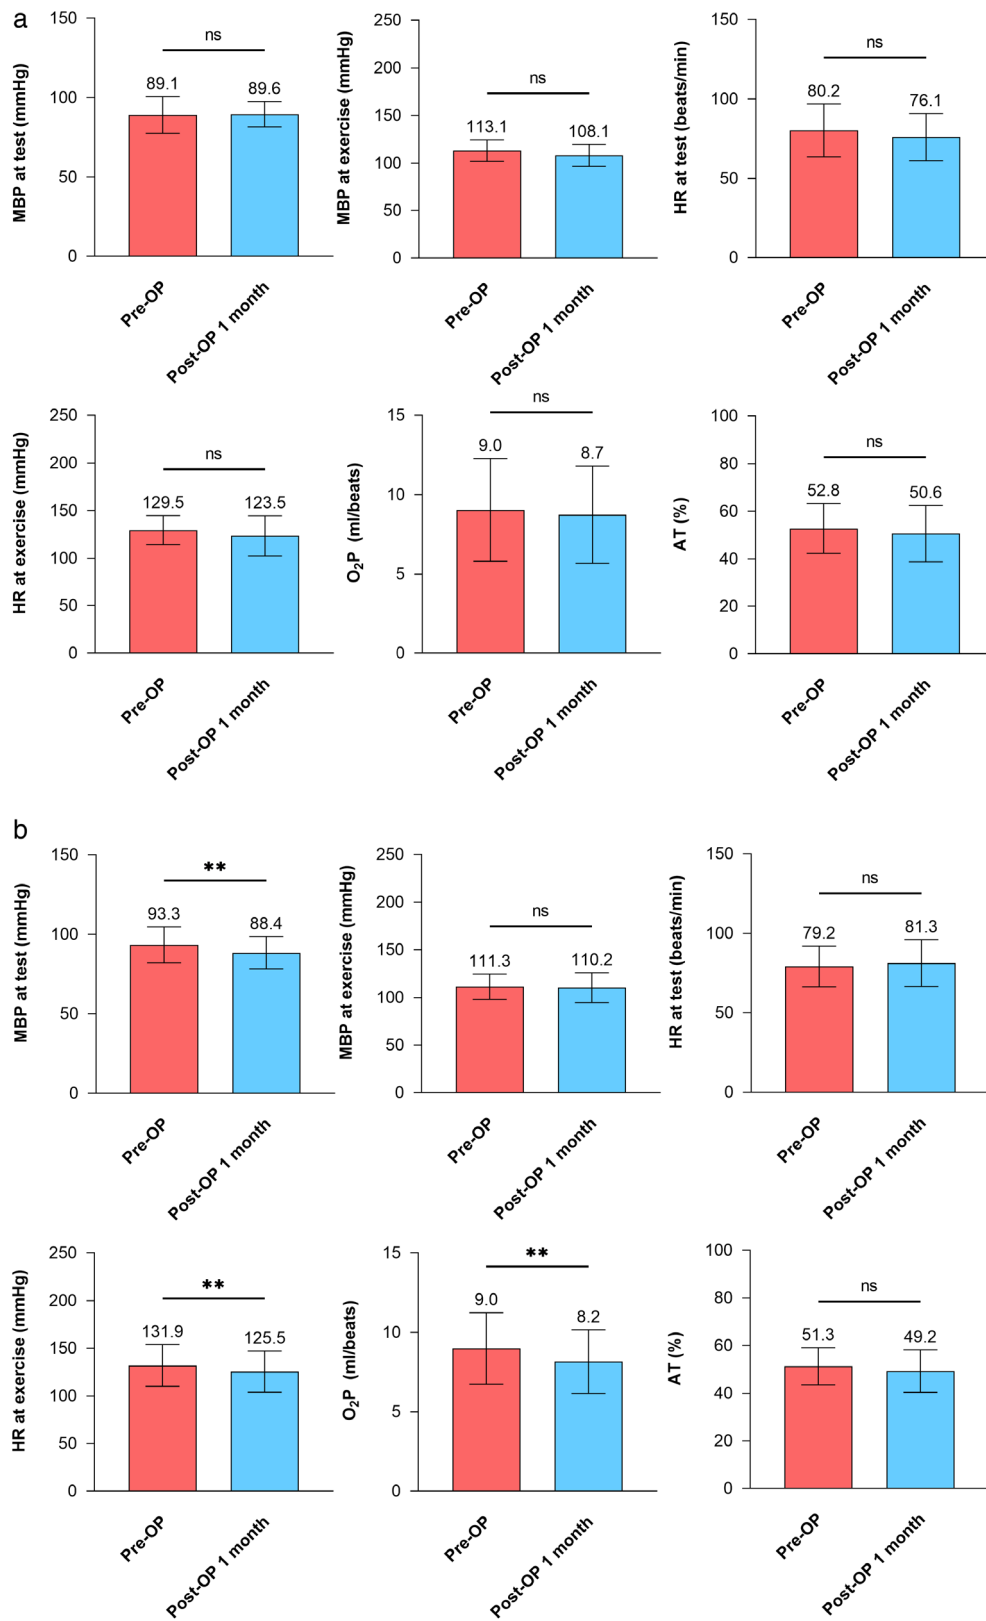 a
MBP at test (mmHg)
150
100
50
0
ns
89.1
89.6
Pre-OP
Post-OP 1 month
MBP at exercise (mmHg)
250
200
150
100
50
0
ns
113.1
108.1
Pre-OP
Post-OP 1 month
HR at test (beats/min)
150
100
50
0
ns
80.2
76.1
Pre-OP
Post-OP 1 month
HR at exercise (mmHg)
250
200
150
100
50
0
ns
129.5
123.5
Pre-OP
Post-OP 1 month
O₂P (ml/beats)
15
10
5
0
ns
9.0
8.7
Pre-OP
Post-OP 1 month
AT (%)
100
80
60
40
20
0
ns
52.8
50.6
Pre-OP
Post-OP 1 month
b
MBP at test (mmHg)
150
100
50
0
**
93.3
88.4
Pre-OP
Post-OP 1 month
MBP at exercise (mmHg)
250
200
150
100
50
0
ns
111.3
110.2
Pre-OP
Post-OP 1 month
HR at test (beats/min)
150
100
50
0
ns
79.2
81.3
Pre-OP
Post-OP 1 month
HR at exercise (mmHg)
250
200
150
100
50
0
**
131.9
125.5
Pre-OP
Post-OP 1 month
O₂P (ml/beats)
15
10
5
0
**
9.0
8.2
Pre-OP
Post-OP 1 month
AT (%)
100
80
60
40
20
0
ns
51.3
49.2
Pre-OP
Post-OP 1 month